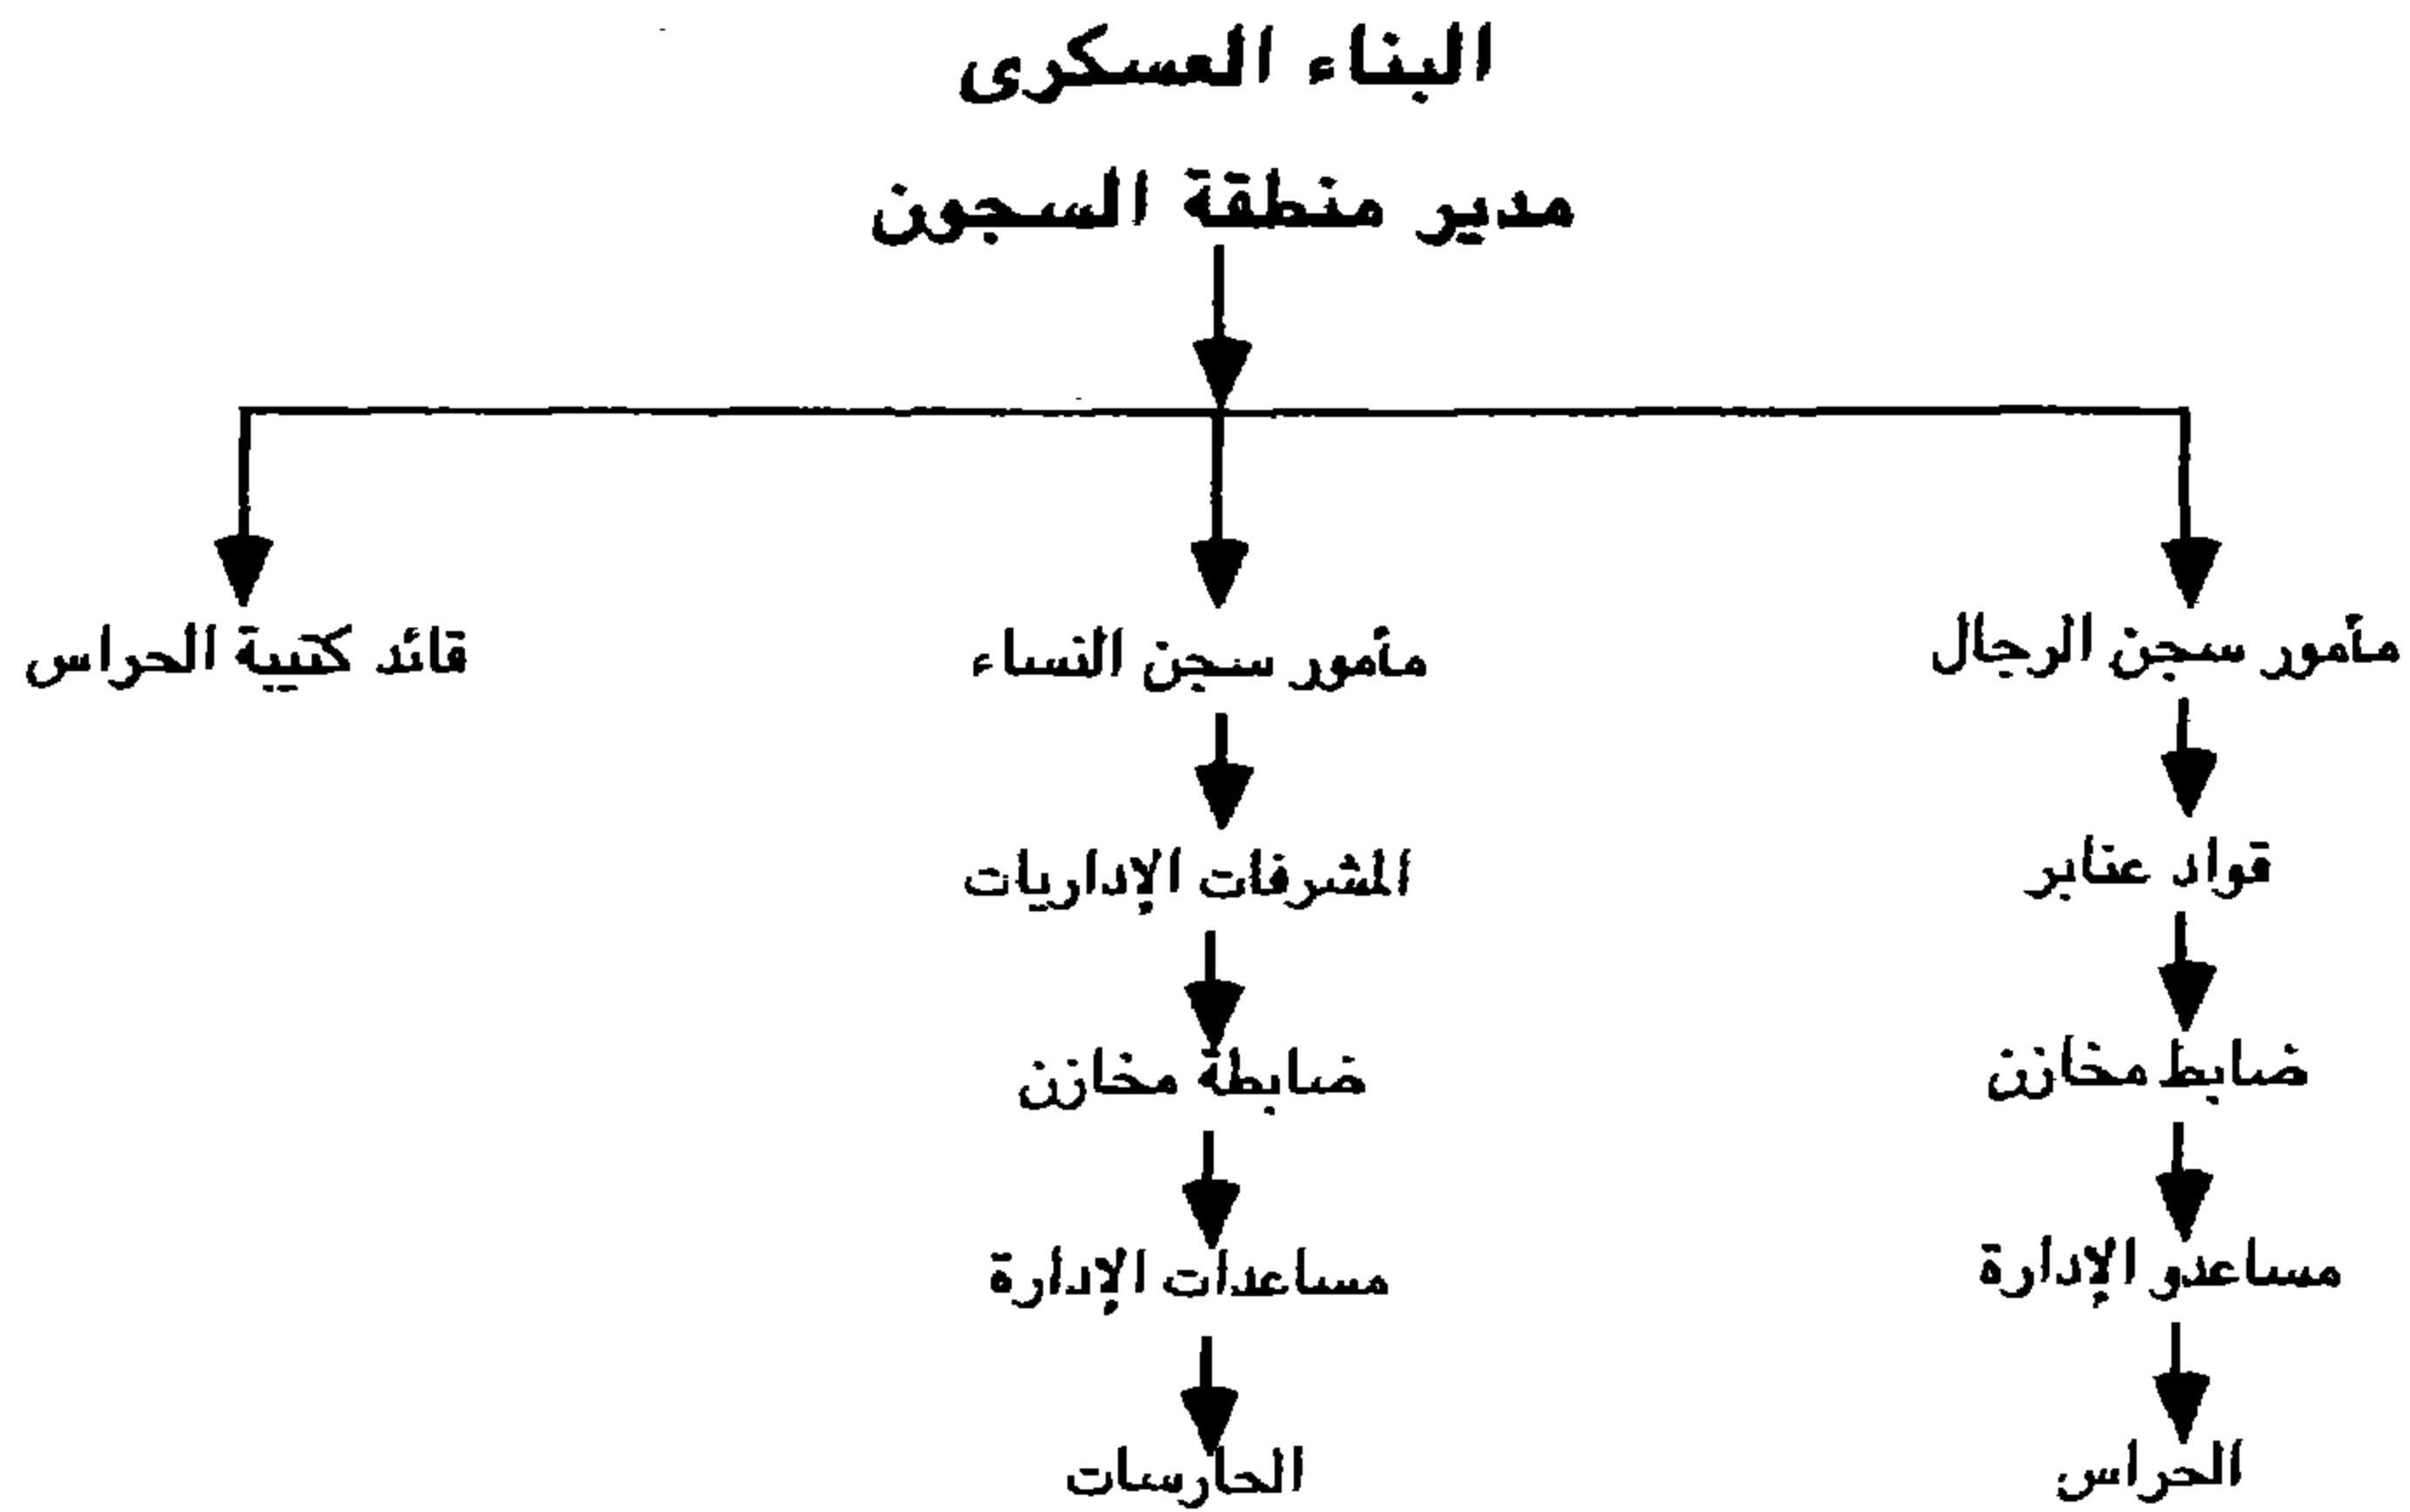 البناء العسكرى
مدير منطقة السجون
مأمور سجن الرجال
مأمور سجن النساء
قائد كتيبة الحراس
قواد عنابر
المشرفات الإداريات
ضابط مخازن
ضابطة مخازن
مساعدو الإدارة
مساعدات الإدارة
الحراس
الحارسات